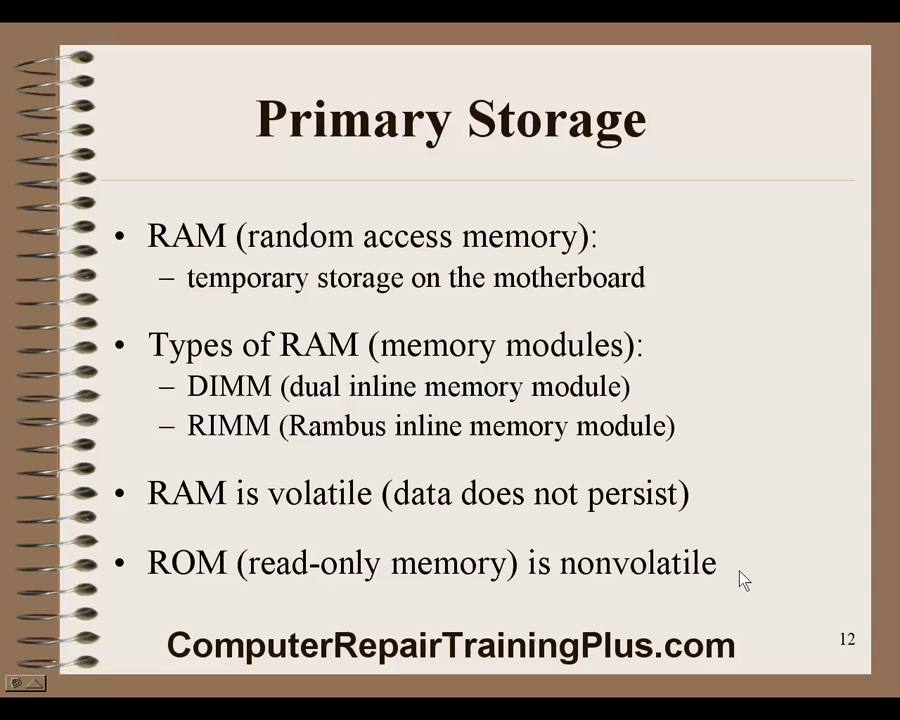 Primary Storage
• RAM (random access memory):
– temporary storage on the motherboard
• Types of RAM (memory modules):
– DIMM (dual inline memory module)
– RIMM (Rambus inline memory module)
• RAM is volatile (data does not persist)
• ROM (read-only memory) is nonvolatile
ComputerRepairTrainingPlus.com
12